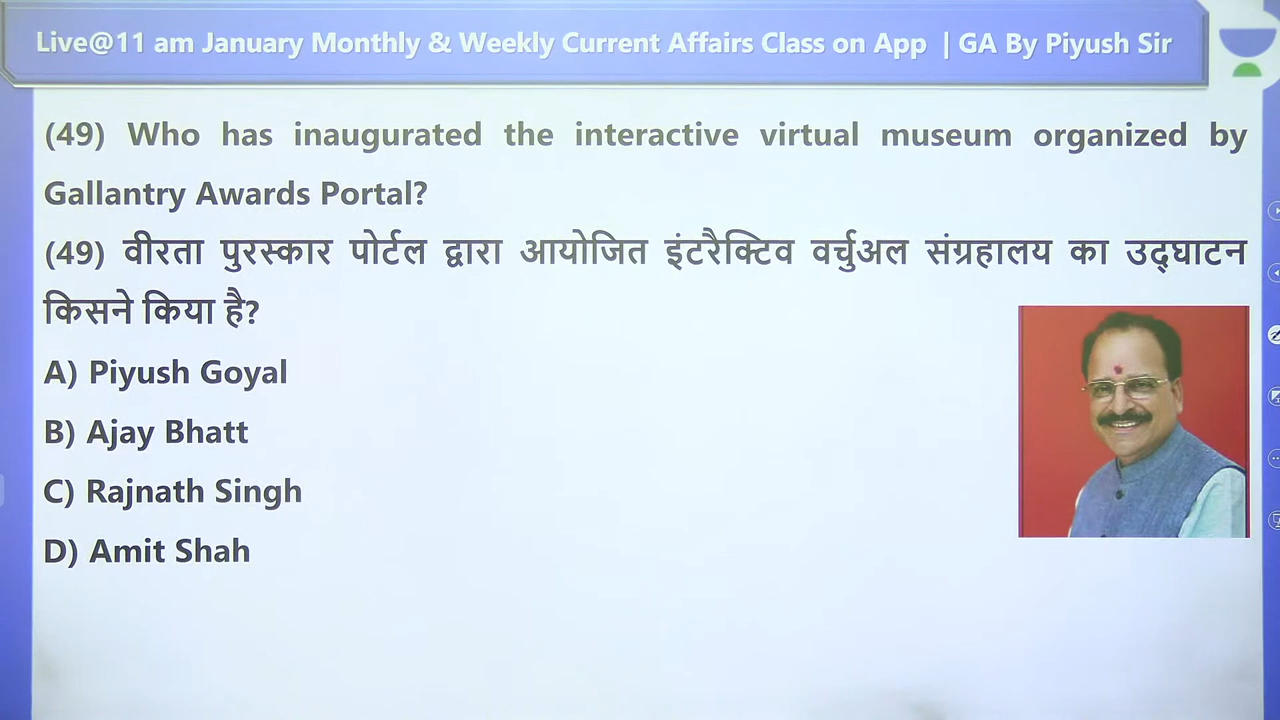 Live@11 am January Monthly & Weekly Current Affairs Class on App | GA By Piyush Sir
(49) Who has inaugurated the interactive virtual museum organized by
Gallantry Awards Portal?
(49) वीरता पुरस्कार पोर्टल द्वारा आयोजित इंटरैक्टिव वर्चुअल संग्रहालय का उद्घाटन
किसने किया है?
A) Piyush Goyal
B) Ajay Bhatt
C) Rajnath Singh
D) Amit Shah